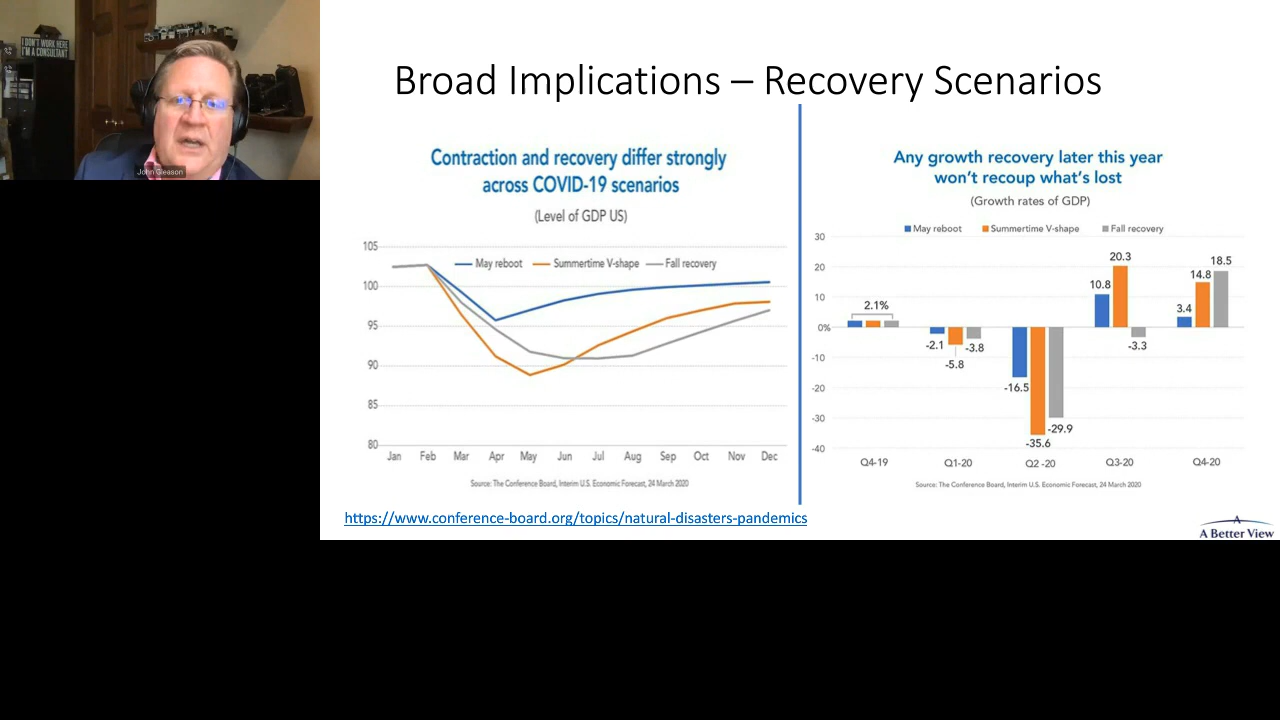 I DON'T WORK HERE
I'M A CONSULTANT
John Gleason
Broad Implications – Recovery Scenarios
Contraction and recovery differ strongly
across COVID-19 scenarios
(Level of GDP US)
105
May reboot Summertime V-shape Fall recovery
100
95
90
85
80
Jan Feb Mar Apr May Jun Jul Aug Sep Oct Nov Dec
Source: The Conference Board, Interim U.S. Economic Forecast, 24 March 2020
https://www.conference-board.org/topics/natural-disasters-pandemics
Any growth recovery later this year
won't recoup what's lost
(Growth rates of GDP)
May reboot Summertime V-shape Fall recovery
30
20
10
0%
-10
-20
-30
-40
2.1%
-2.1 -5.8 -3.8
-16.5 -35.6 -29.9
10.8 20.3 -3.3
3.4 14.8 18.5
Q4-19 Q1-20 Q2 -20 Q3-20 Q4-20
Source: The Conference Board, Interim U.S. Economic Forecast, 24 March 2020
A Better View